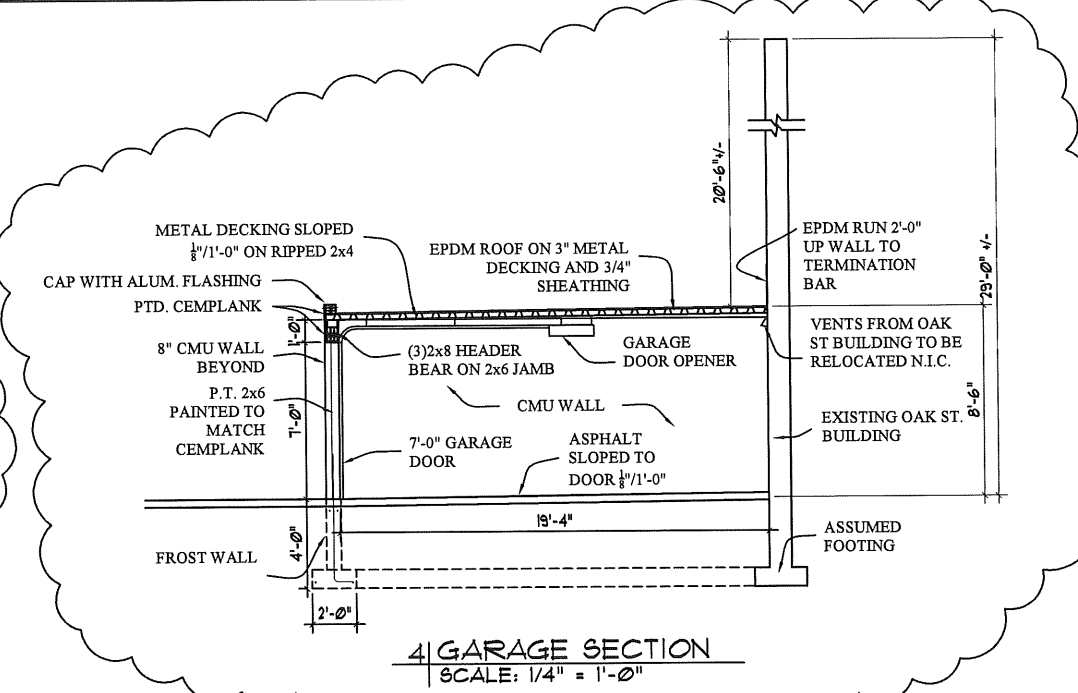 20'-6"+/-
29'-0" +/-
METAL DECKING SLOPED
1/8"/1'-0" ON RIPPED 2x4
EPDM ROOF ON 3" METAL
DECKING AND 3/4"
SHEATHING
EPDM RUN 2'-0"
UP WALL TO
TERMINATION
BAR
CAP WITH ALUM. FLASHING
PTD. CEMPLANK
1'-0"
8" CMU WALL
BEYOND
(3)2x8 HEADER
BEAR ON 2x6 JAMB
GARAGE
DOOR OPENER
VENTS FROM OAK
ST BUILDING TO BE
RELOCATED N.I.C.
8'-6"
P.T. 2x6
PAINTED TO
MATCH
CEMPLANK
7'-0"
CMU WALL
EXISTING OAK ST.
BUILDING
7'-0" GARAGE
DOOR
ASPHALT
SLOPED TO
DOOR 1/8"/1'-0"
19'-4"
FROST WALL
4'-0"
ASSUMED
FOOTING
2'-0"
4 GARAGE SECTION
SCALE: 1/4" = 1'-0"